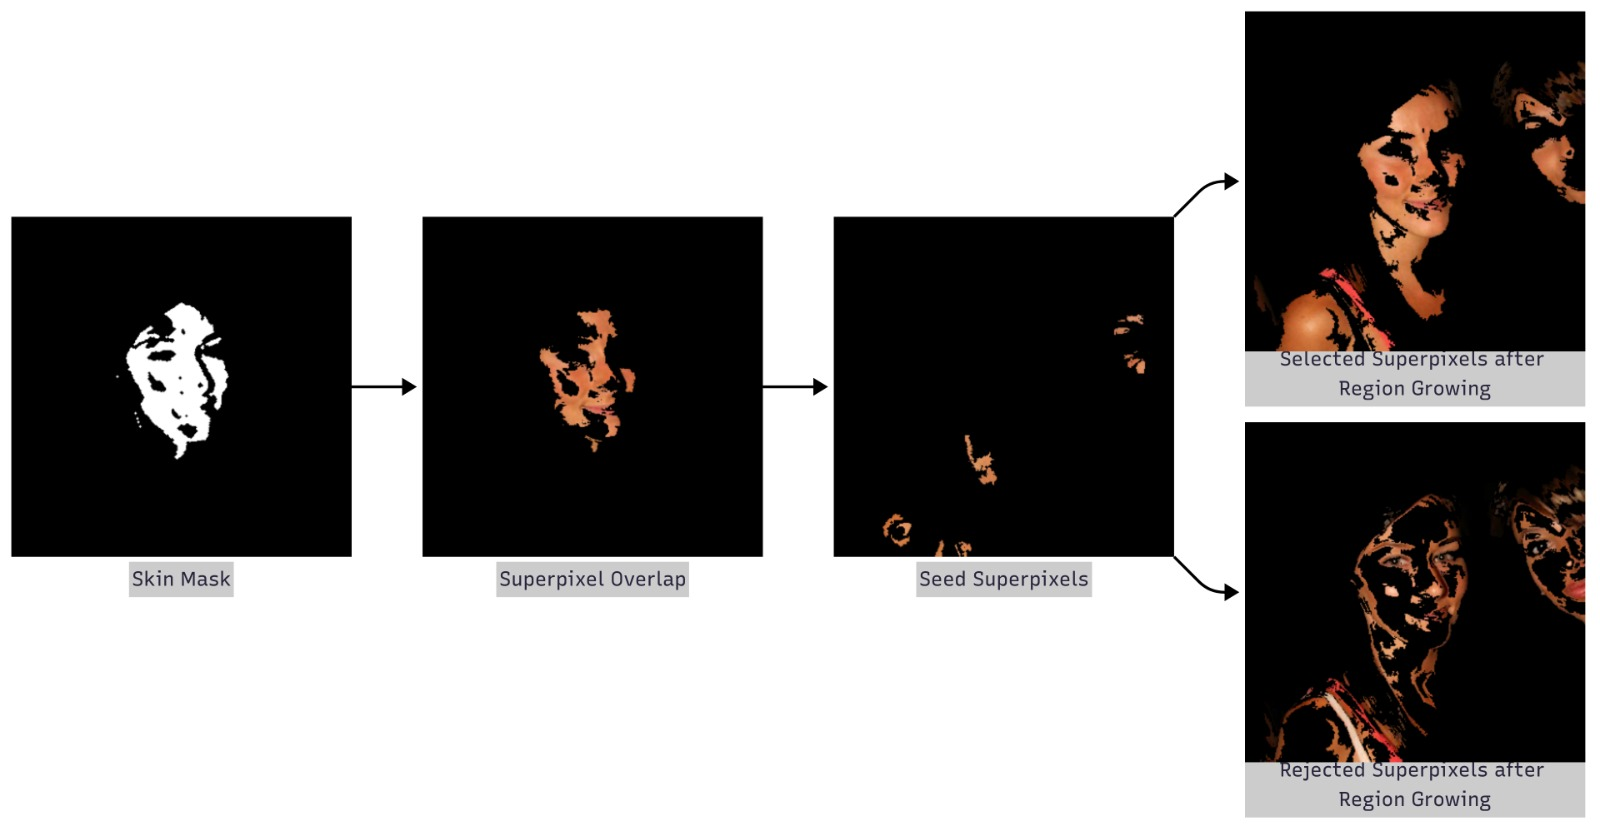 Skin Mask
Superpixel Overlap
Seed Superpixels
Selected Superpixels after
Region Growing
Rejected Superpixels after
Region Growing